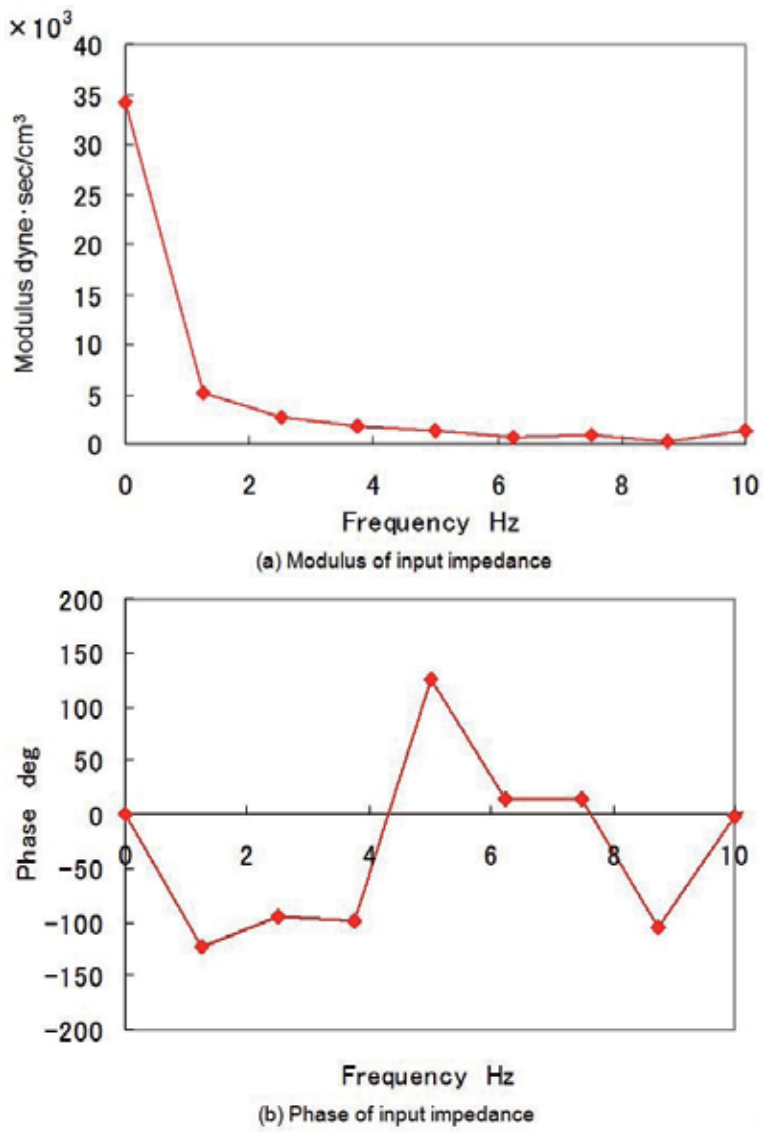 ×10³
40
35
30
25
20
15
10
5
0
Modulus dyne·sec/cm³
0 2 4 6 8 10
Frequency Hz
(a) Modulus of input impedance
200
150
100
50
0
-50
-100
-150
-200
Phase deg
0 2 4 6 8 10
Frequency Hz
(b) Phase of input impedance